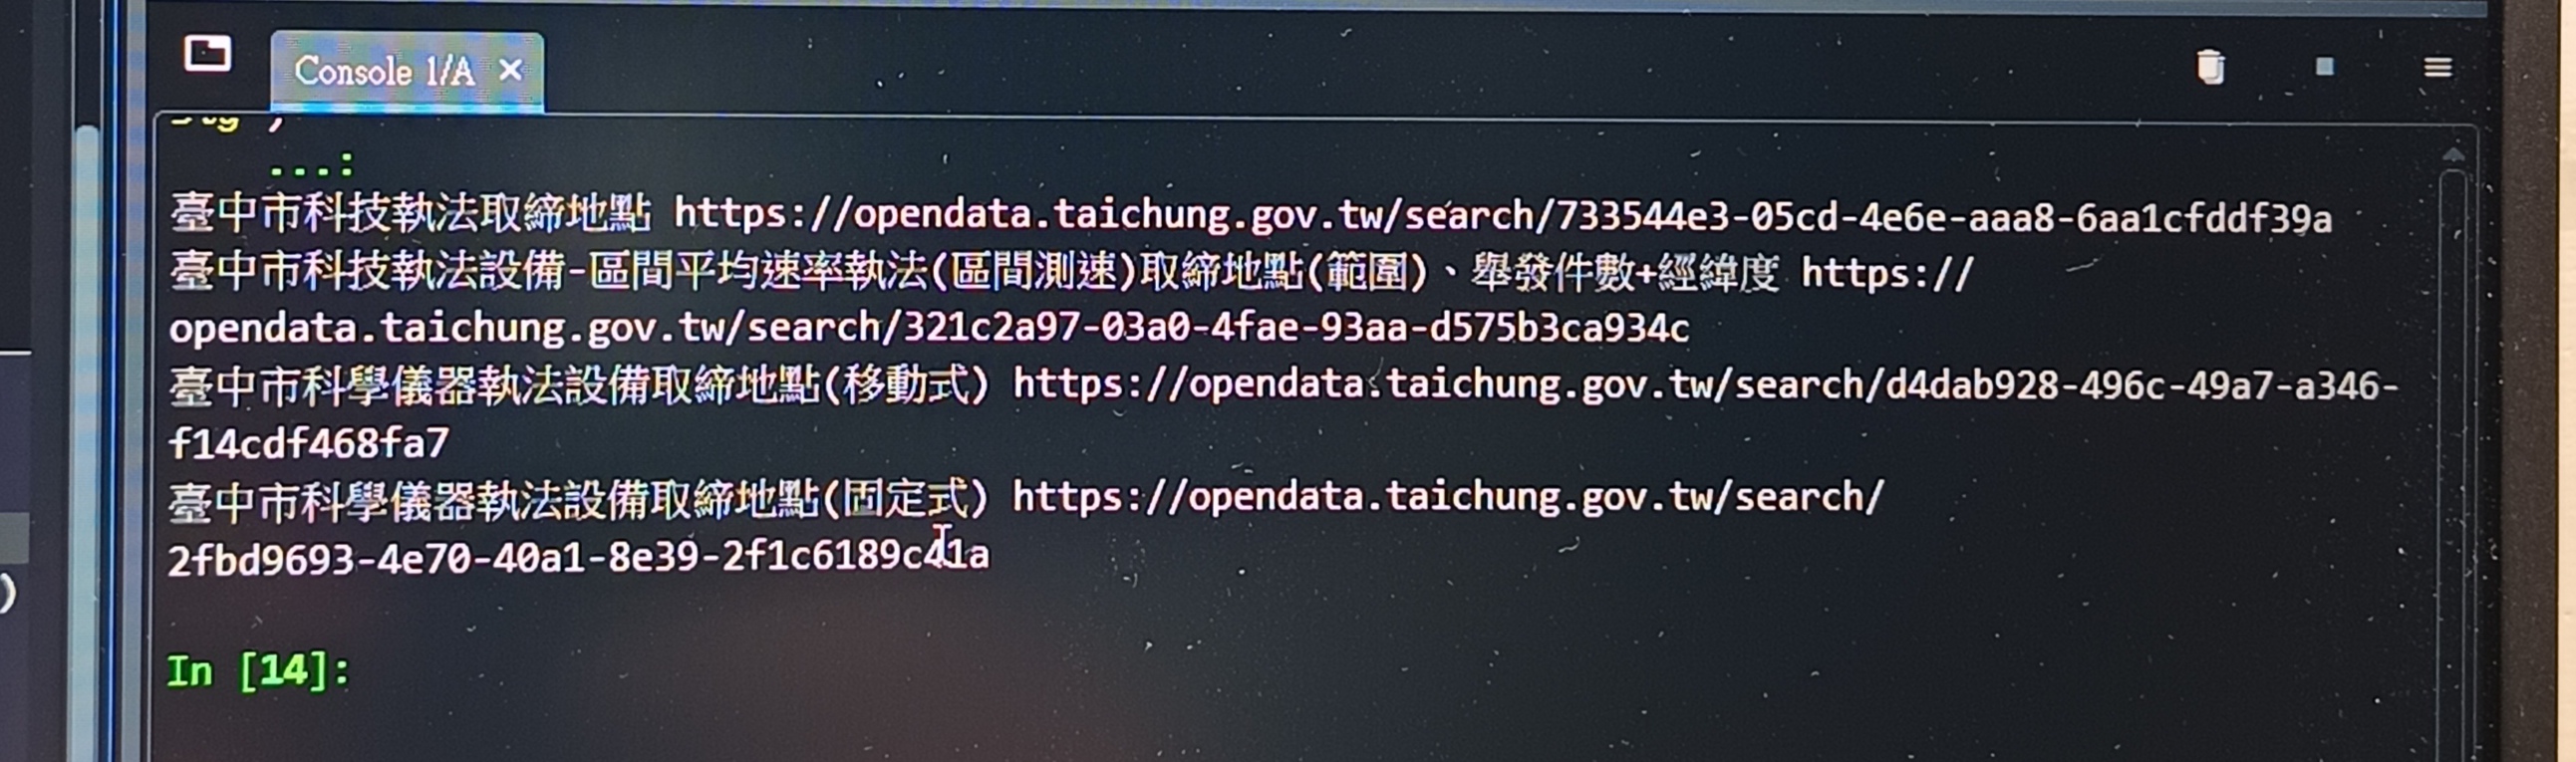 Console 1/A
...:
臺中市科技執法取締地點 https://opendata.taichung.gov.tw/search/733544e3-05cd-4e6e-aaa8-6aa1cfddf39a
臺中市科技執法設備-區間平均速率執法(區間測速)取締地點(範圍)、舉發件數+經緯度 https://
opendata.taichung.gov.tw/search/321c2a97-03a0-4fae-93aa-d575b3ca934c
臺中市科學儀器執法設備取締地點(移動式) https://opendata.taichung.gov.tw/search/d4dab928-496c-49a7-a346-
f14cdf468fa7
臺中市科學儀器執法設備取締地點(固定式) https://opendata.taichung.gov.tw/search/
2fbd9693-4e70-40a1-8e39-2f1c6189c41a
In [14]:
)